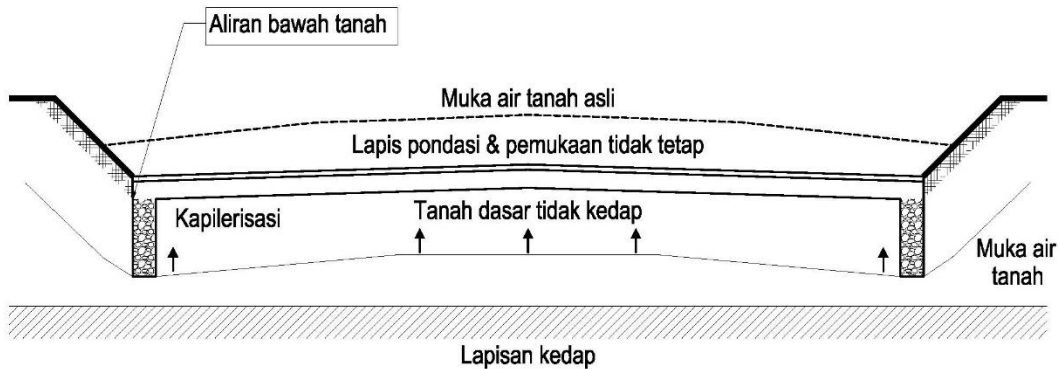 Aliran bawah tanah
Muka air tanah asli
Lapis pondasi & pemukaan tidak tetap
Kapilerisasi
Tanah dasar tidak kedap
Muka air
tanah
Lapisan kedap